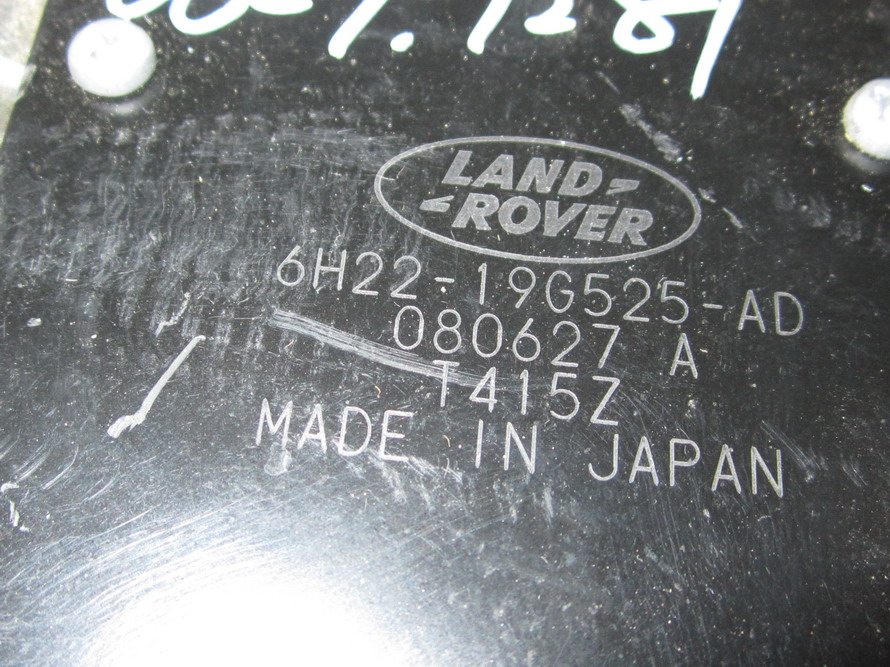 LAND
ROVER
6H22-19G525-AD
080627 A
T415Z
MADE IN JAPAN